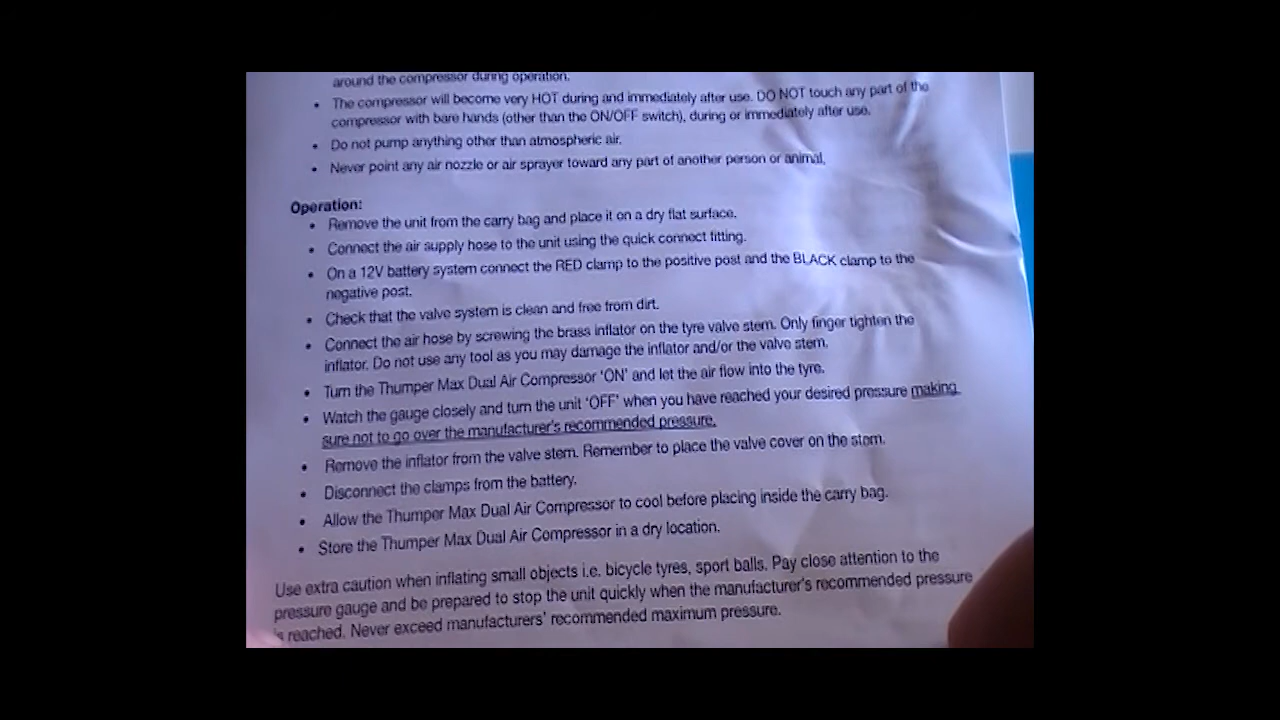 around the compressor during operation.
• The compressor will become very HOT during and immediately after use. DO NOT touch any part of the
compressor with bare hands (other than the ON/OFF switch), during or immediately after use.
• Do not pump anything other than atmospheric air.
• Never point any air nozzle or air sprayer toward any part of another person or animal,
Operation:
• Remove the unit from the carry bag and place it on a dry flat surface.
• Connect the air supply hose to the unit using the quick connect fitting.
• On a 12V battery system connect the RED clamp to the positive post and the BLACK clamp to the
negative post.
• Check that the valve system is clean and free from dirt.
• Connect the air hose by screwing the brass inflator on the tyre valve stem. Only finger tighten the
inflator. Do not use any tool as you may damage the inflator and/or the valve stem.
• Turn the Thumper Max Dual Air Compressor ‘ON’ and let the air flow into the tyre.
• Watch the gauge closely and turn the unit ‘OFF’ when you have reached your desired pressure making
sure not to go over the manufacturer's recommended pressure.
• Remove the inflator from the valve stem. Remember to place the valve cover on the stem.
• Disconnect the clamps from the battery.
• Allow the Thumper Max Dual Air Compressor to cool before placing inside the carry bag.
• Store the Thumper Max Dual Air Compressor in a dry location.
Use extra caution when inflating small objects i.e. bicycle tyres, sport balls. Pay close attention to the
pressure gauge and be prepared to stop the unit quickly when the manufacturer's recommended pressure
is reached. Never exceed manufacturers’ recommended maximum pressure.